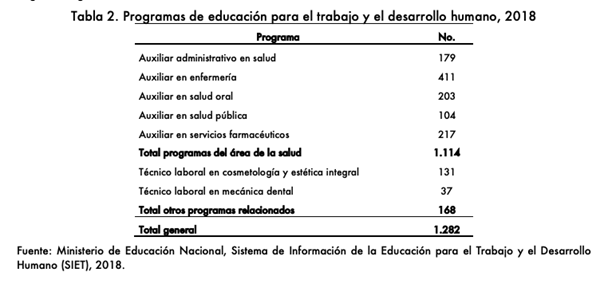 Tabla 2. Programas de educación para el trabajo y el desarrollo humano, 2018
Programa No.
Auxiliar administrativo en salud 179
Auxiliar en enfermería 411
Auxiliar en salud oral 203
Auxiliar en salud pública 104
Auxiliar en servicios farmacéuticos 217
Total programas del área de la salud 1.114
Técnico laboral en cosmetología y estética integral 131
Técnico laboral en mecánica dental 37
Total otros programas relacionados 168
Total general 1.282
Fuente: Ministerio de Educación Nacional, Sistema de Información de la Educación para el Trabajo y el Desarrollo
Humano (SIET), 2018.